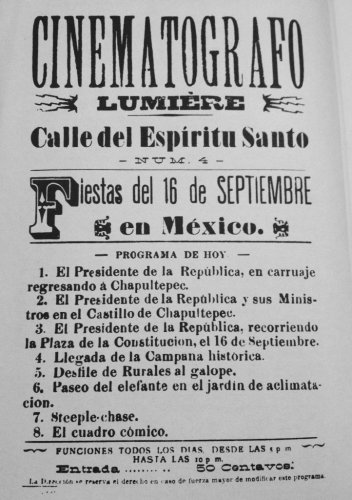 CINEMATOGRAFO
LUMIÈRE
Calle del Espíritu Santo
- NUM. 4 -
Fiestas del 16 de SEPTIEMBRE
en México.
— PROGRAMA DE HOY —
1. El Presidente de la República, en carruaje
regresando á Chapultepec.
2. El Presidente de la República y sus Minis-
tros en el Castillo de Chapultepec.
3. El Presidente de la República, recorriendo
la Plaza de la Constitucion, el 16 de Septiembre.
4. Llegada de la Campana histórica.
5. Desfile de Rurales al galope.
6. Paseo del elefante en el jardín de aclimata-
cion.
7. Steeple-chase.
8. El cuadro cómico.
FUNCIONES TODOS LOS DIAS, DESDE LAS 5 p m
HASTA LAS 10 p m.
Entrada ......... 50 Centavos.
La Dirección se reserva el derecho en caso de fuerza mayor de modificar este programa.